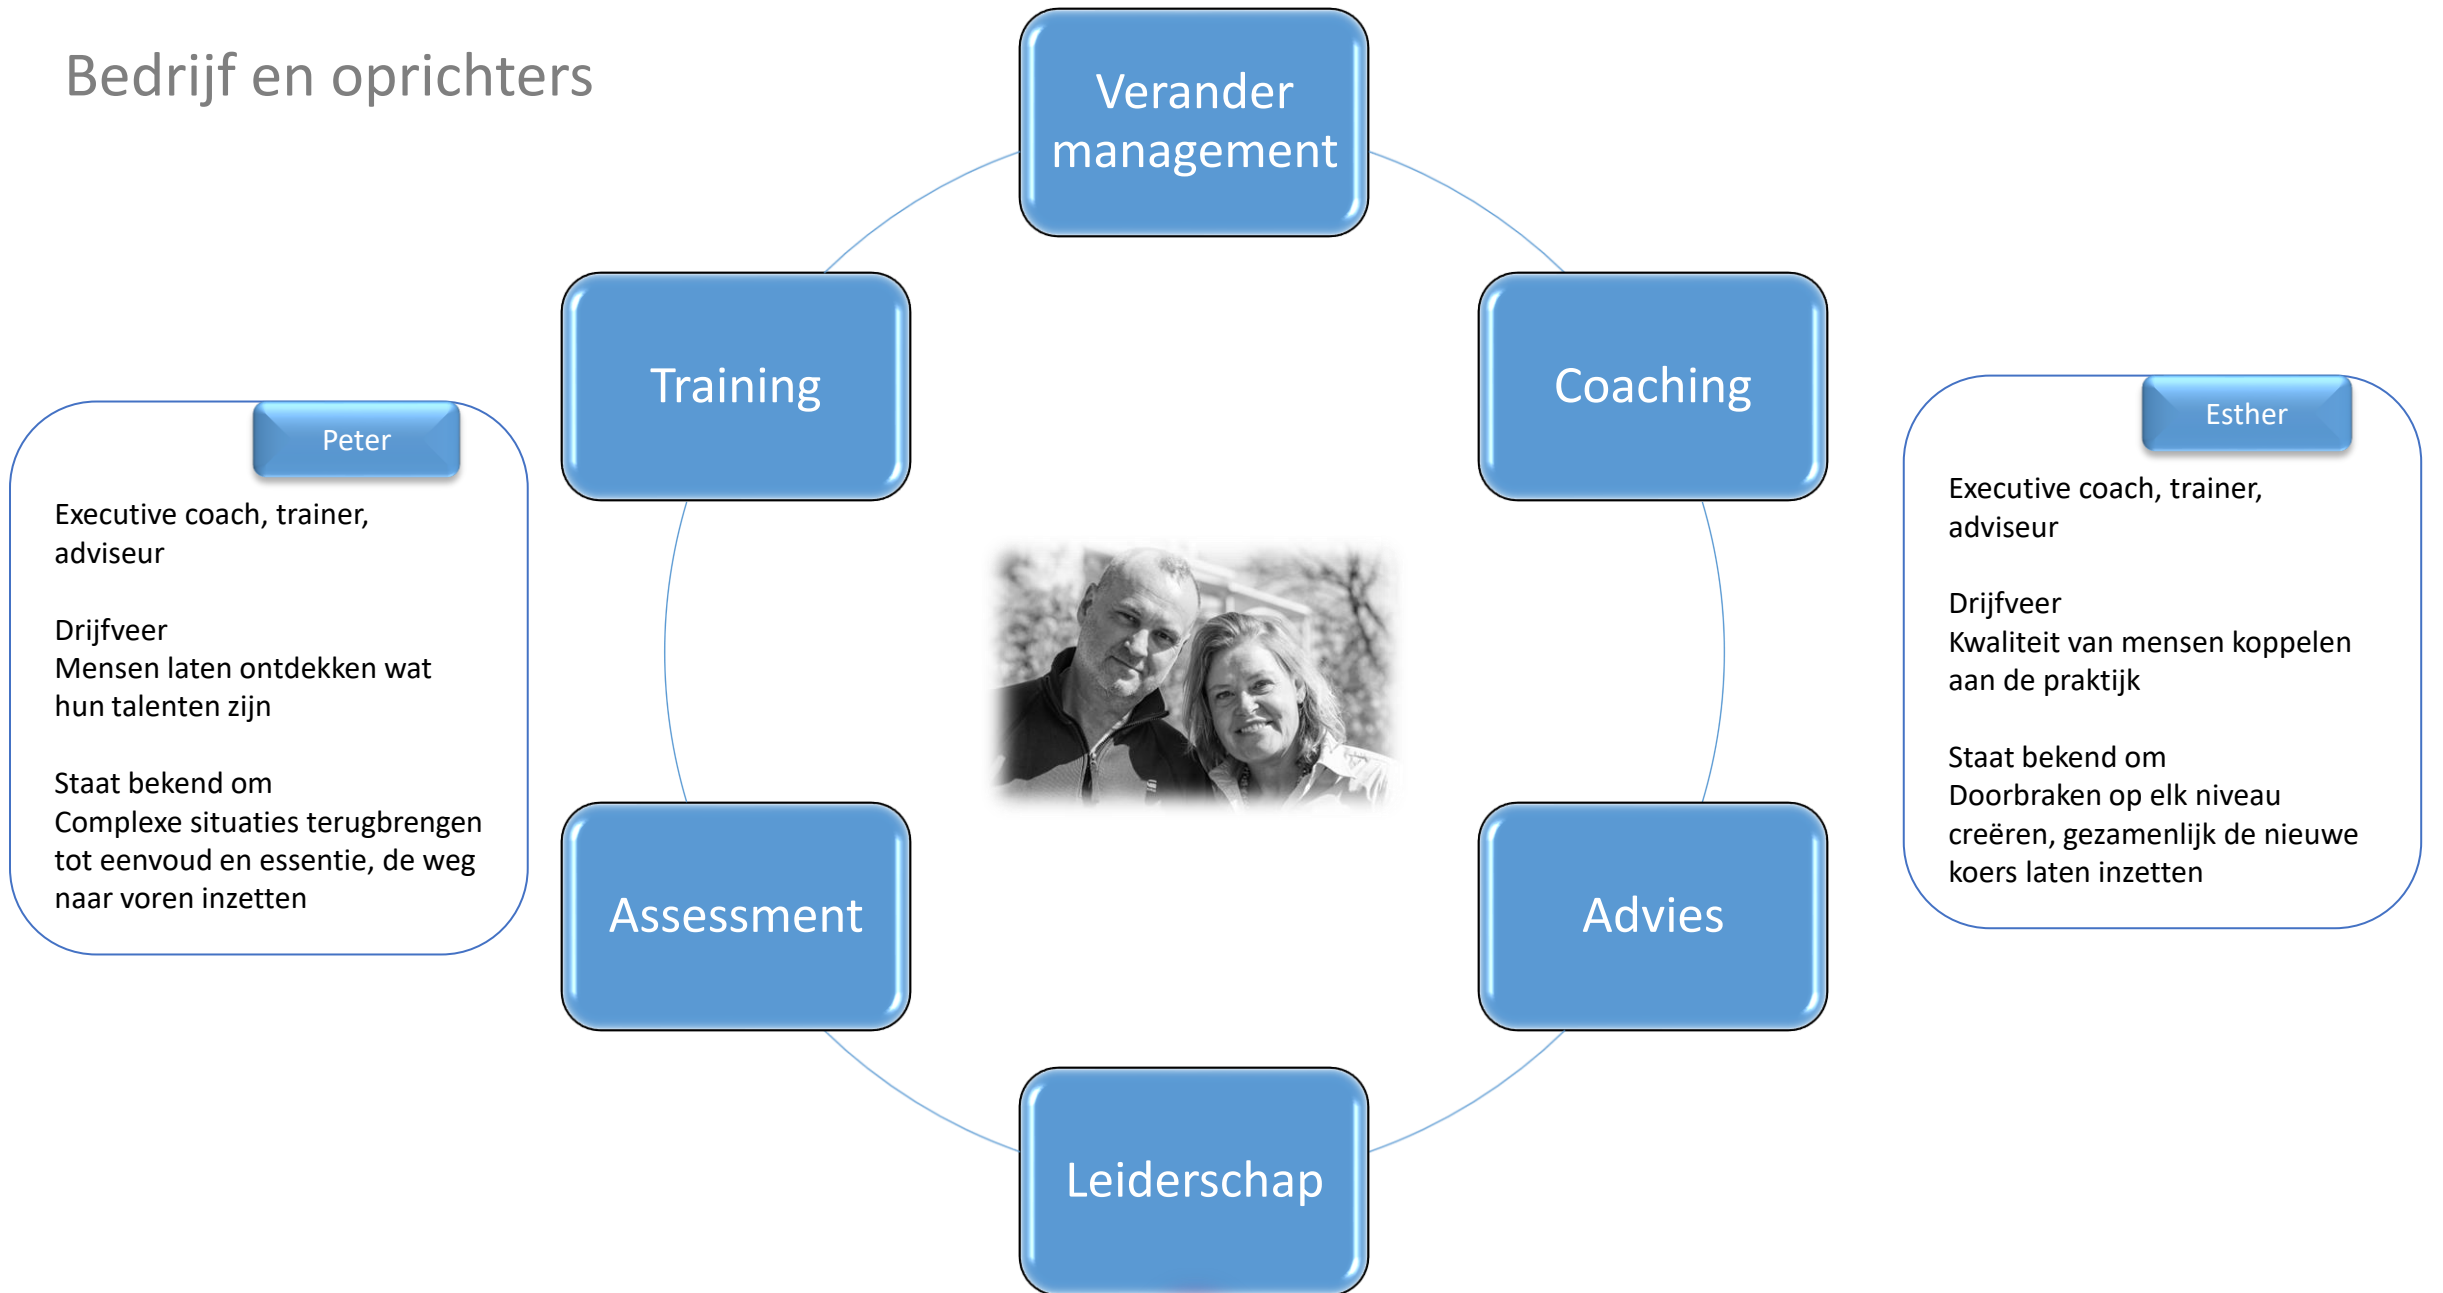 Bedrijf en oprichters
Verander
management
Training
Coaching
Peter
Executive coach, trainer,
adviseur
Drijfveer
Mensen laten ontdekken wat
hun talenten zijn
Staat bekend om
Complexe situaties terugbrengen
tot eenvoud en essentie, de weg
naar voren inzetten
Esther
Executive coach, trainer,
adviseur
Drijfveer
Kwaliteit van mensen koppelen
aan de praktijk
Staat bekend om
Doorbraken op elk niveau
creëren, gezamenlijk de nieuwe
koers laten inzetten
Assessment
Advies
Leiderschap